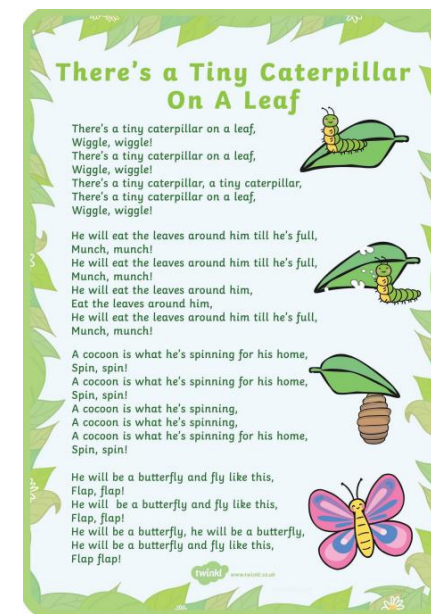 There's a Tiny Caterpillar
On A Leaf
There's a tiny caterpillar on a leaf,
Wiggle, wiggle!
There's a tiny caterpillar on a leaf,
Wiggle, wiggle!
There's a tiny caterpillar, a tiny caterpillar,
There's a tiny caterpillar on a leaf,
Wiggle, wiggle!
He will eat the leaves around him till he's full,
Munch, munch!
He will eat the leaves around him till he's full,
Munch, munch!
He will eat the leaves around him,
Eat the leaves around him,
He will eat the leaves around him till he's full,
Munch, munch!
A cocoon is what he's spinning for his home,
Spin, spin!
A cocoon is what he's spinning for his home,
Spin, spin!
A cocoon is what he's spinning,
A cocoon is what he's spinning,
A cocoon is what he's spinning for his home,
Spin, spin!
He will be a butterfly and fly like this,
Flap, flap!
He will  be a butterfly and fly like this,
Flap, flap!
He will be a butterfly, he will be a butterfly,
He will be a butterfly and fly like this,
Flap flap!
twinkl www.twinkl.co.uk